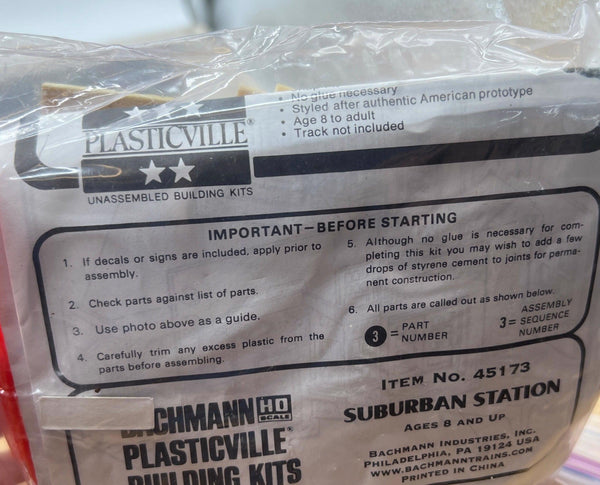 • No glue necessary
• Styled after authentic American prototype
• Age 8 to adult
• Track not included
PLASTICVILLE®
UNASSEMBLED BUILDING KITS
IMPORTANT—BEFORE STARTING
1. If decals or signs are included, apply prior to
assembly.
2. Check parts against list of parts.
3. Use photo above as a guide.
4. Carefully trim any excess plastic from the
parts before assembling.
5. Although no glue is necessary for com-
pleting this kit you may wish to add a few
drops of styrene cement to joints for perma-
nent construction.
6. All parts are called out as shown below.
3 = PART
NUMBER
3 = ASSEMBLY
SEQUENCE
NUMBER
BACHMANN HO
SCALE
PLASTICVILLE®
BUILDING KITS
ITEM No. 45173
SUBURBAN STATION
AGES 8 AND UP
BACHMANN INDUSTRIES, INC.
PHILADELPHIA, PA 19124 USA
WWW.BACHMANNTRAINS.COM
PRINTED IN CHINA